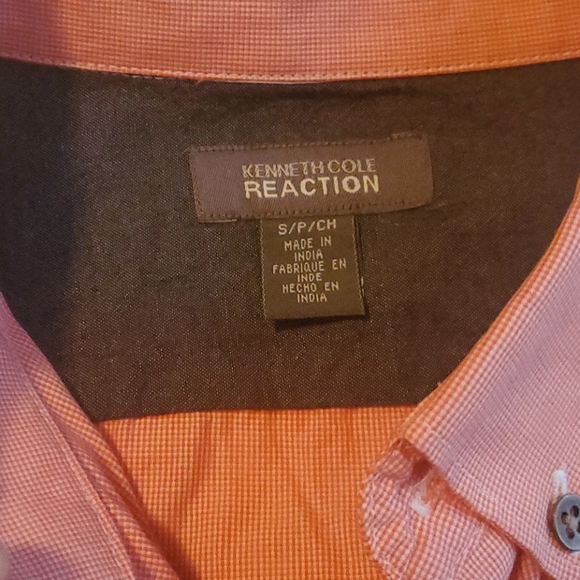 KENNETH COLE
REACTION
S/P/CH
MADE IN
INDIA
FABRIQUE EN
INDE
HECHO EN
INDIA